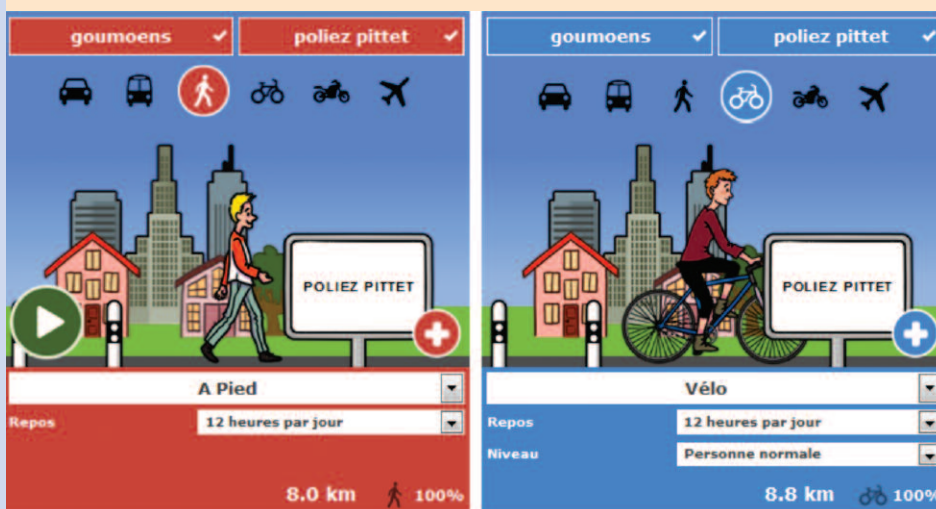 goumoens poliez pittet
POLIEZ PITTET
A Pied
Repos 12 heures par jour
8.0 km 100%
goumoens poliez pittet
POLIEZ PITTET
Vélo
Repos 12 heures par jour
Niveau Personne normale
8.8 km 100%